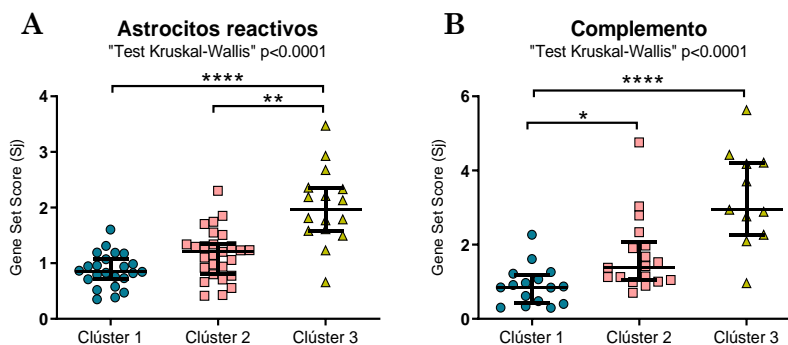 A
Astrocitos reactivos
"Test Kruskal-Wallis" p<0.0001
****
**
Gene Set Score (Sj)
4
3
2
1
0
Clúster 1 Clúster 2 Clúster 3
B
Complemento
"Test Kruskal-Wallis" p<0.0001
****
*
Gene Set Score (Sj)
6
4
2
0
Clúster 1 Clúster 2 Clúster 3